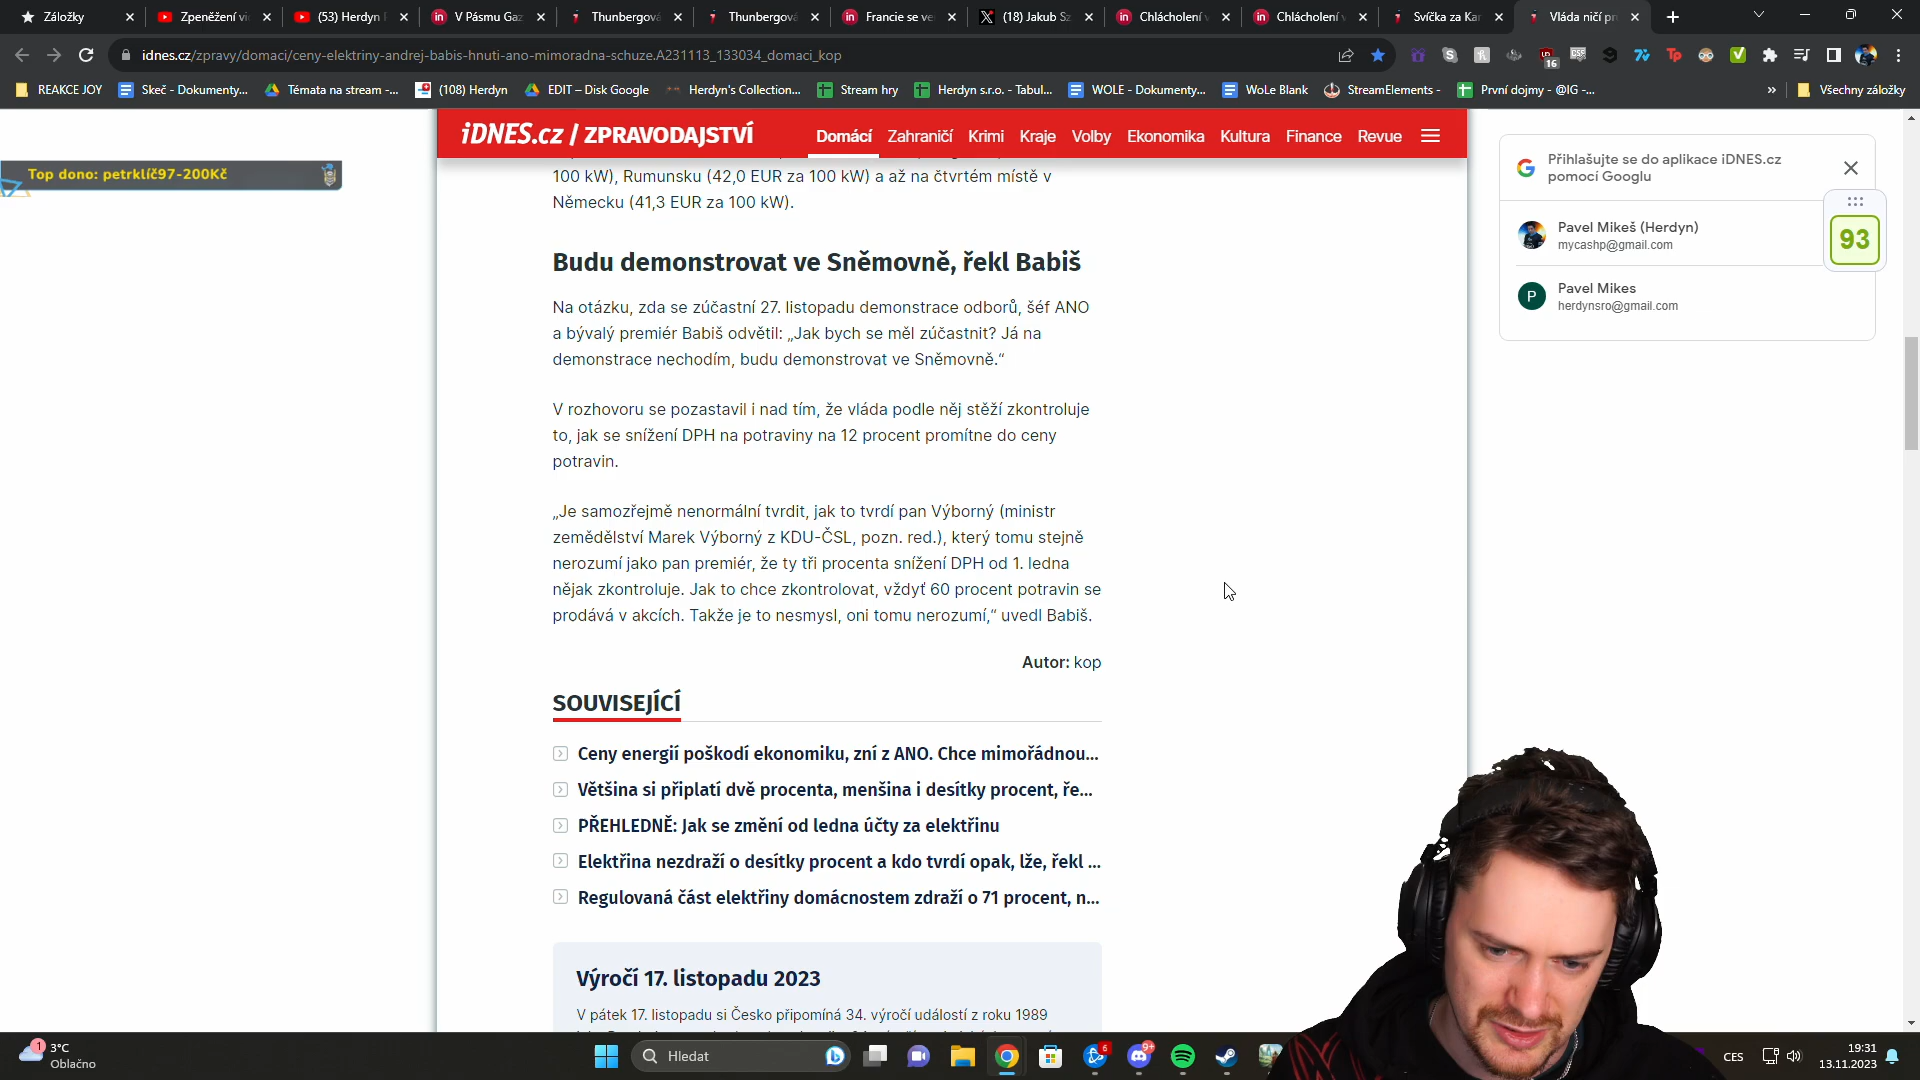 Záložky
Zpeněžení vi
(53) Herdyn
V Pásmu Gaz
Thunbergová
Thunbergová
Francie se ve
(18) Jakub Sz
Chlácholení v
Chlácholení v
Svíčka za Kar
Vláda ničí pr
idnes.cz/zpravy/domaci/ceny-elektriny-andrej-babis-hnuti-ano-mimoradna-schuze.A231113_133034_domaci_kop
16
REAKCE JOY
Skeč - Dokumenty...
Témata na stream -...
(108) Herdyn
EDIT – Disk Google
Herdyn's Collection...
Stream hry
Herdyn s.r.o. - Tabul...
WOLE - Dokumenty...
WoLe Blank
StreamElements -
První dojmy - @IG -...
»
Všechny záložky
iDNES.cz / ZPRAVODAJSTVÍ
Domácí Zahraničí Krimi Kraje Volby Ekonomika Kultura Finance Revue
Top dono: petrklíč97-200Kč
100 kW), Rumunsku (42,0 EUR za 100 kW) a až na čtvrtém místě v
Německu (41,3 EUR za 100 kW).
Budu demonstrovat ve Sněmovně, řekl Babiš
Na otázku, zda se zúčastní 27. listopadu demonstrace odborů, šéf ANO
a bývalý premiér Babiš odvětil: „Jak bych se měl zúčastnit? Já na
demonstrace nechodím, budu demonstrovat ve Sněmovně.“
V rozhovoru se pozastavil i nad tím, že vláda podle něj stěží zkontroluje
to, jak se snížení DPH na potraviny na 12 procent promítne do ceny
potravin.
„Je samozřejmě nenormální tvrdit, jak to tvrdí pan Výborný (ministr
zemědělství Marek Výborný z KDU-ČSL, pozn. red.), který tomu stejně
nerozumí jako pan premiér, že ty tři procenta snížení DPH od 1. ledna
nějak zkontroluje. Jak to chce zkontrolovat, vždyť 60 procent potravin se
prodává v akcích. Takže je to nesmysl, oni tomu nerozumí,“ uvedl Babiš.
Autor: kop
SOUVISEJÍCÍ
Ceny energií poškodí ekonomiku, zní z ANO. Chce mimořádnou...
Většina si připlatí dvě procenta, menšina i desítky procent, ře...
PŘEHLEDNĚ: Jak se změní od ledna účty za elektřinu
Elektřina nezdraží o desítky procent a kdo tvrdí opak, lže, řekl ...
Regulovaná část elektřiny domácnostem zdraží o 71 procent, n...
Výročí 17. listopadu 2023
V pátek 17. listopadu si Česko připomíná 34. výročí událostí z roku 1989
Přihlašujte se do aplikace iDNES.cz
pomocí Googlu
Pavel Mikeš (Herdyn)
mycashp@gmail.com
93
P
Pavel Mikes
herdynsro@gmail.com
1
3°C
Oblačno
Hledat
6
9+
CES
19:31
13.11.2023